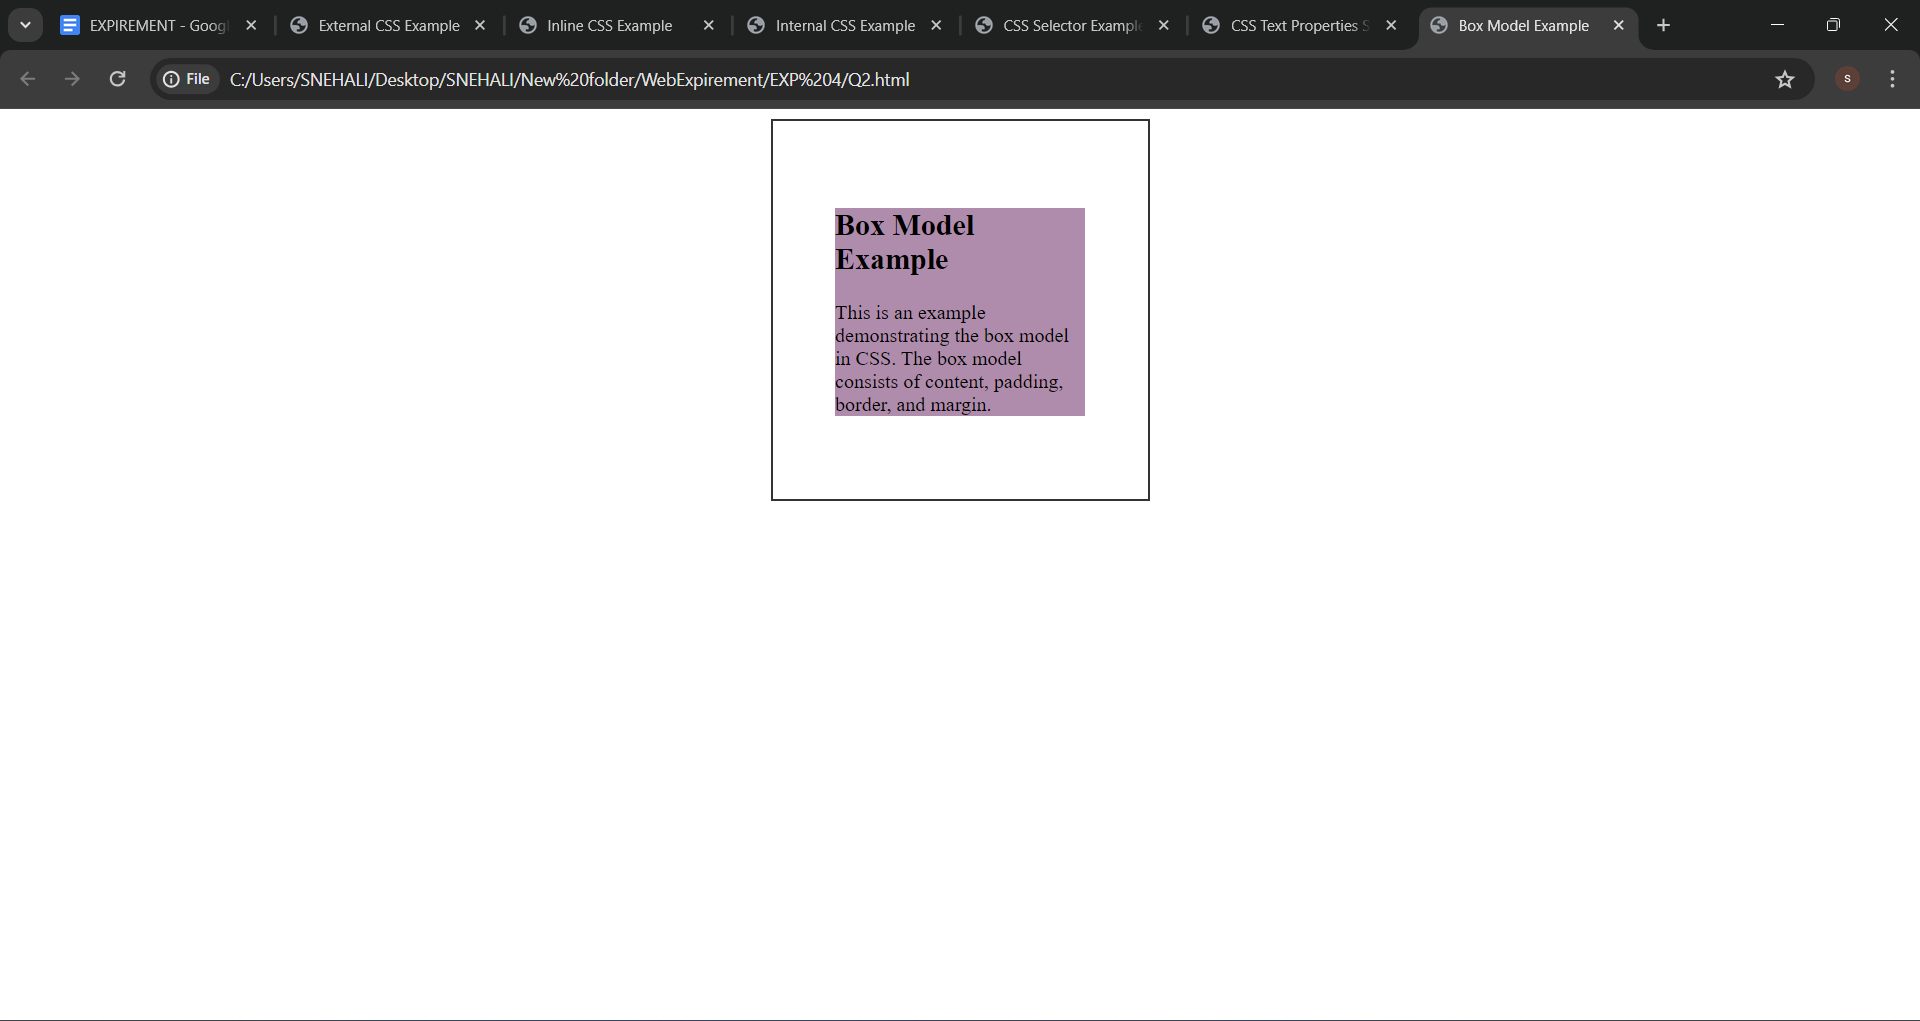 EXPIREMENT - Goog
External CSS Example
Inline CSS Example
Internal CSS Example
CSS Selector Example
CSS Text Properties S
Box Model Example
File
C:/Users/SNEHALI/Desktop/SNEHALI/New%20folder/WebExpirement/EXP%204/Q2.html
S
Box Model
Example
This is an example
demonstrating the box model
in CSS. The box model
consists of content, padding,
border, and margin.